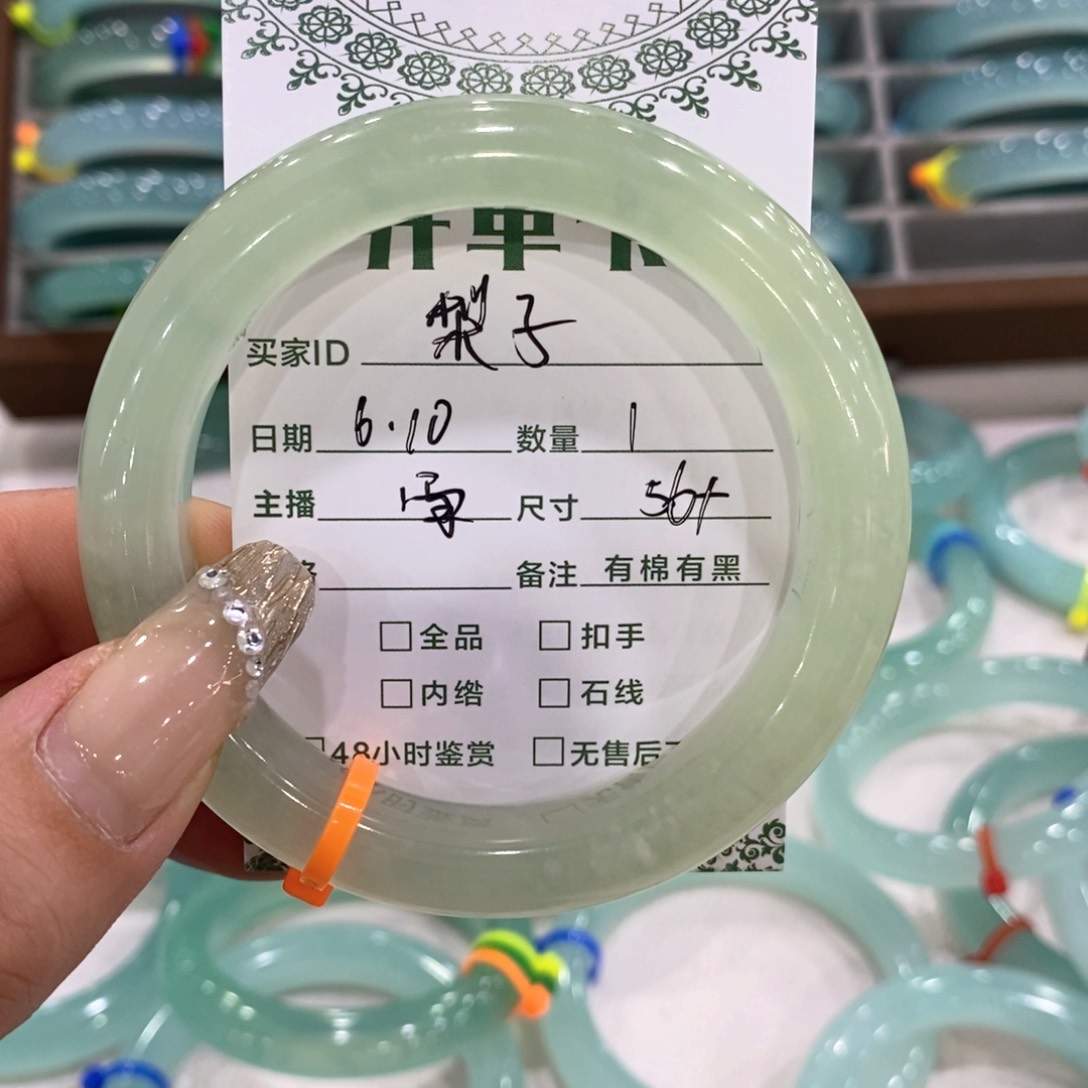 开单卡
买家ID 梨子
日期 6.10 数量 1
主播 雪 尺寸 56+
备注 有棉有黑
全品 扣手
内绺 石线
48小时鉴赏 无售后